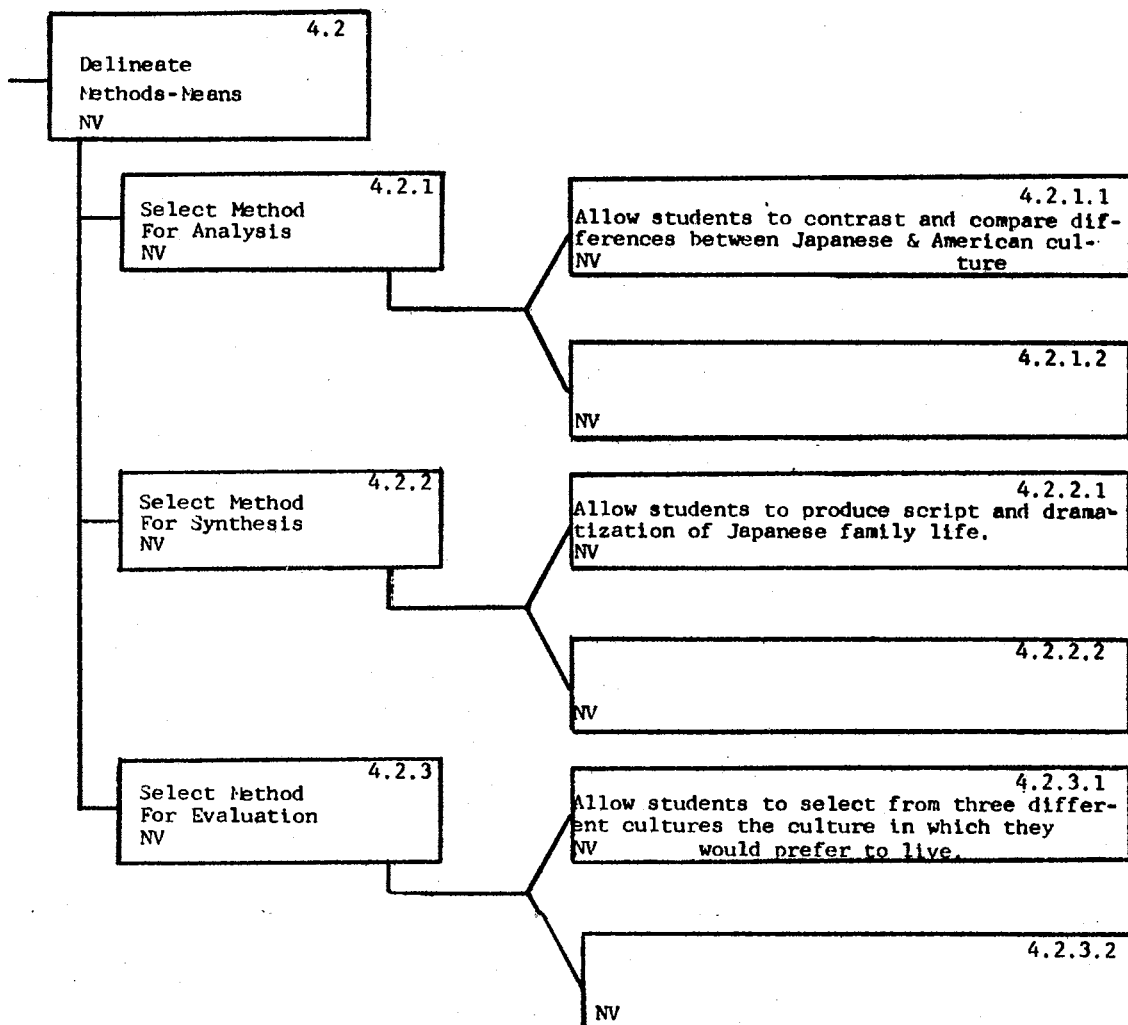 4.2
Delineate
Methods-Means
NV
4.2.1
Select Method
For Analysis
NV
4.2.1.1
Allow students to contrast and compare dif-
ferences between Japanese & American cul-
NV ture
4.2.1.2
NV
4.2.2
Select Method
For Synthesis
NV
4.2.2.1
Allow students to produce script and drama-
tization of Japanese family life.
NV
4.2.2.2
NV
4.2.3
Select Method
For Evaluation
NV
4.2.3.1
Allow students to select from three differ-
ent cultures the culture in which they
NV would prefer to live.
4.2.3.2
NV